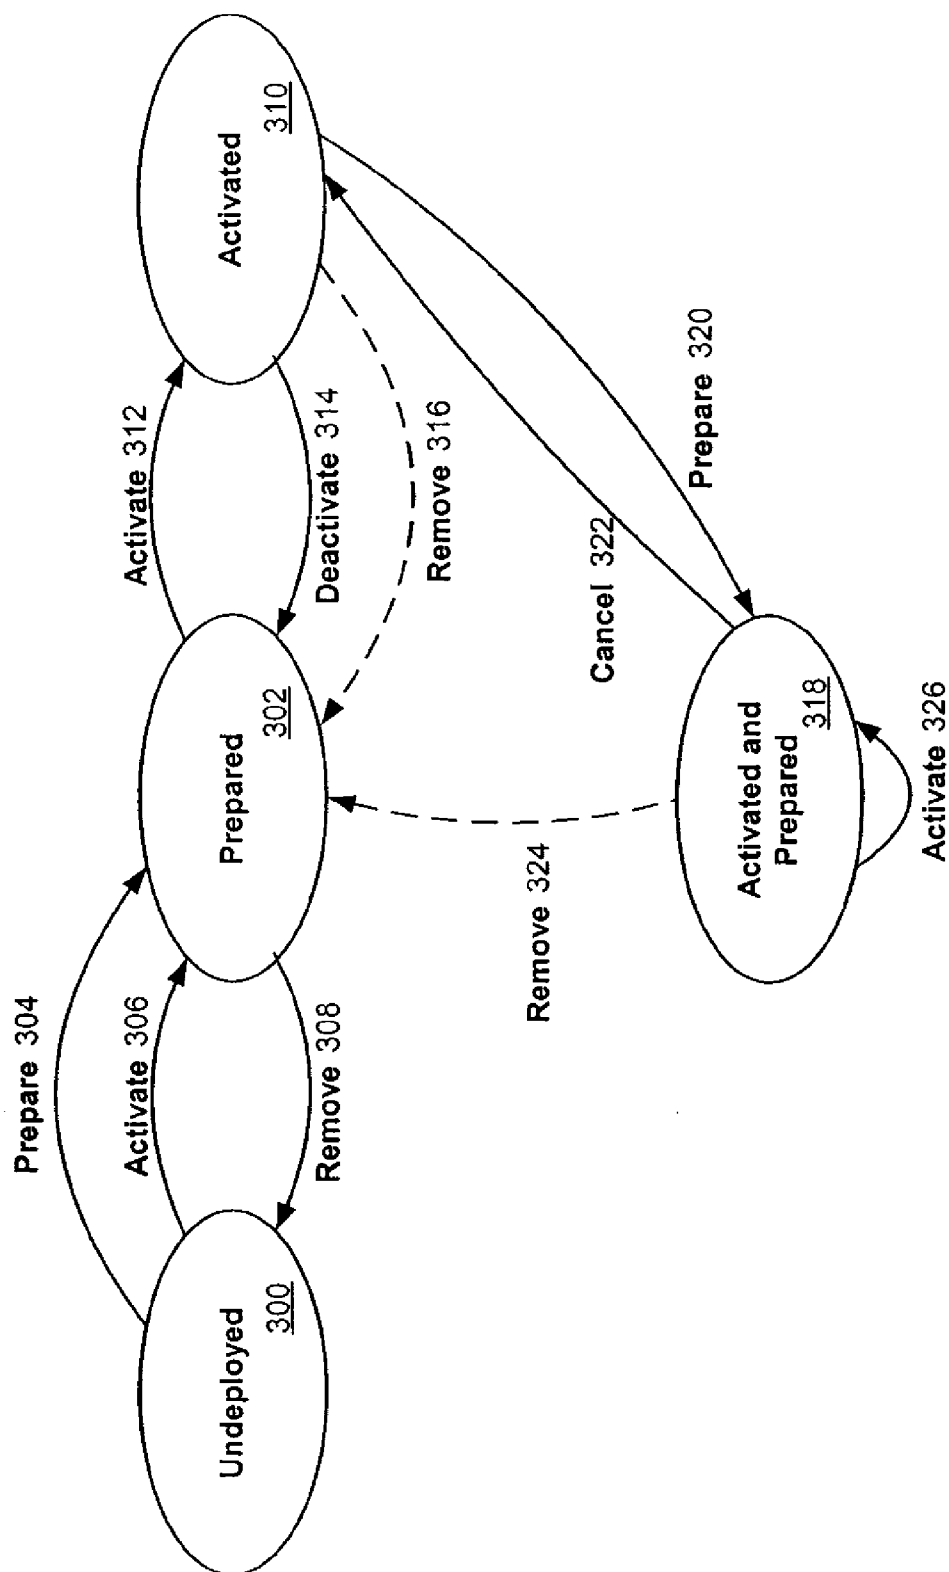 Prepare 304
Activate 306
Remove 308
Undeployed
300
Prepared
302
Activate 312
Deactivate 314
Remove 316
Activated
310
Remove 324
Cancel 322
Prepare 320
Activated and
Prepared
318
Activate 326